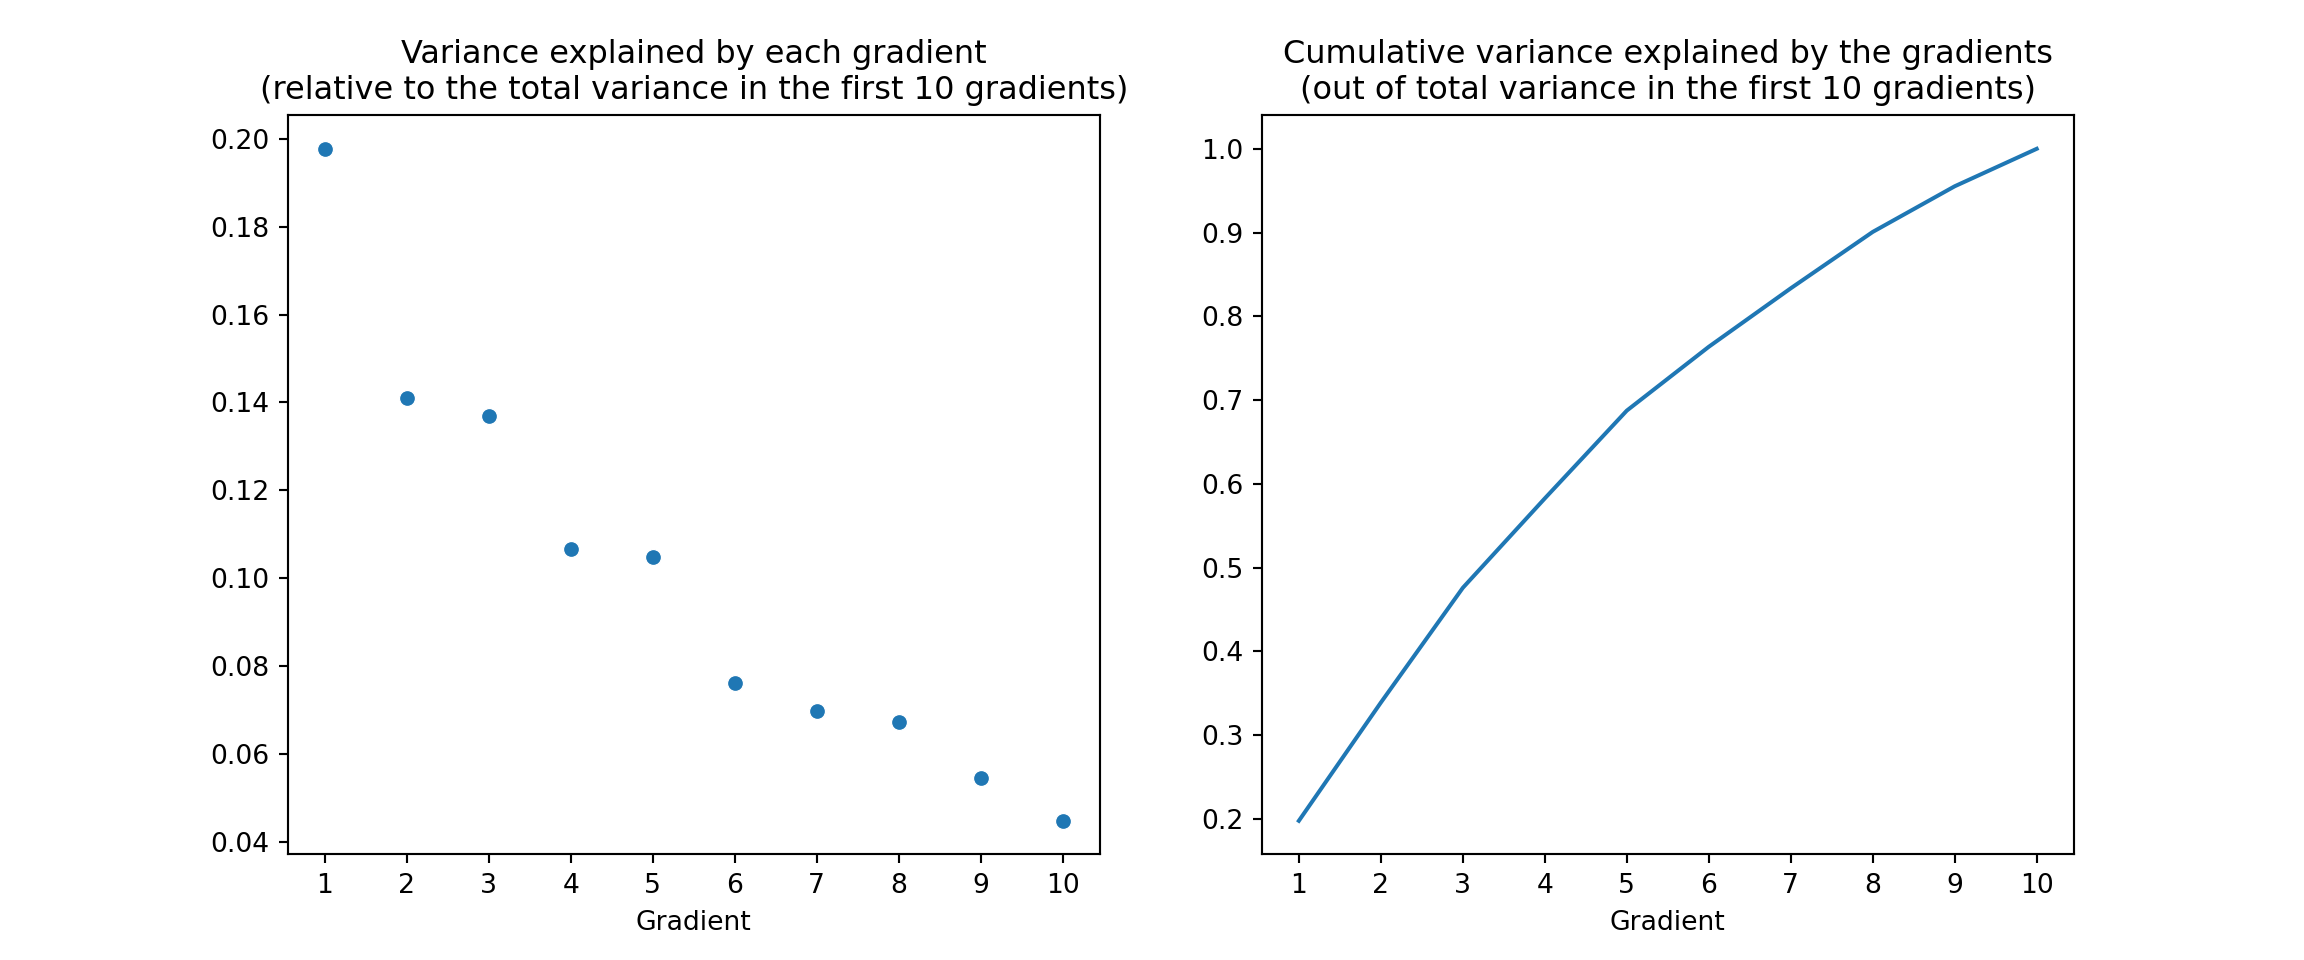 Variance explained by each gradient
(relative to the total variance in the first 10 gradients)
0.20
0.18
0.16
0.14
0.12
0.10
0.08
0.06
0.04
1 2 3 4 5 6 7 8 9 10
Gradient
Cumulative variance explained by the gradients
(out of total variance in the first 10 gradients)
1.0
0.9
0.8
0.7
0.6
0.5
0.4
0.3
0.2
1 2 3 4 5 6 7 8 9 10
Gradient